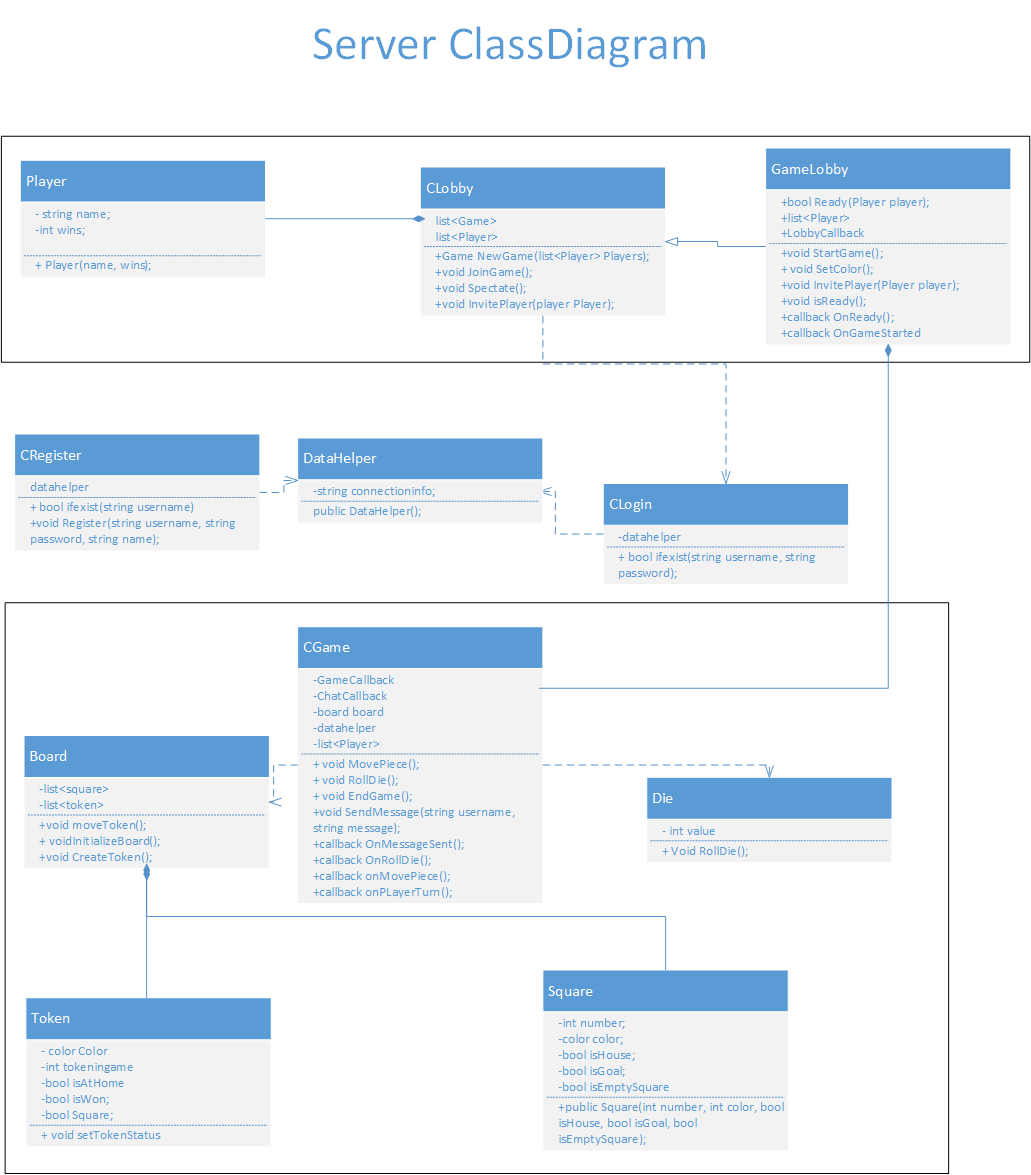 Server ClassDiagram
Player
- string name;
-int wins;
+ Player(name, wins);
CLobby
list<Game>
list<Player>
+Game NewGame(list<Player> Players);
+void JoinGame();
+void Spectate();
+void InvitePlayer(player Player);
GameLobby
+bool Ready(Player player);
+list<Player>
+LobbyCallback
+void StartGame();
+ void SetColor();
+void InvitePlayer(Player player);
+void isReady();
+callback OnReady();
+callback OnGameStarted
CRegister
datahelper
+ bool ifexist(string username)
+void Register(string username, string
password, string name);
DataHelper
-string connectioninfo;
public DataHelper();
CLogin
-datahelper
+ bool ifexist(string username, string
password);
CGame
-GameCallback
-ChatCallback
-board board
-datahelper
-list<Player>
+ void MovePiece();
+ void RollDie();
+ void EndGame();
+void SendMessage(string username,
string message);
+callback OnMessageSent();
+callback OnRollDie();
+callback onMovePiece();
+callback onPLayerTurn();
Board
-list<square>
-list<token>
+void moveToken();
+ voidInitializeBoard();
+void CreateToken();
Die
- int value
+ Void RollDie();
Token
- color Color
-int tokeningame
-bool isAtHome
-bool isWon;
-bool Square;
+ void setTokenStatus
Square
-int number;
-color color;
-bool isHouse;
-bool isGoal;
-bool isEmptySquare
+public Square(int number, int color, bool
isHouse, bool isGoal, bool
isEmptySquare);